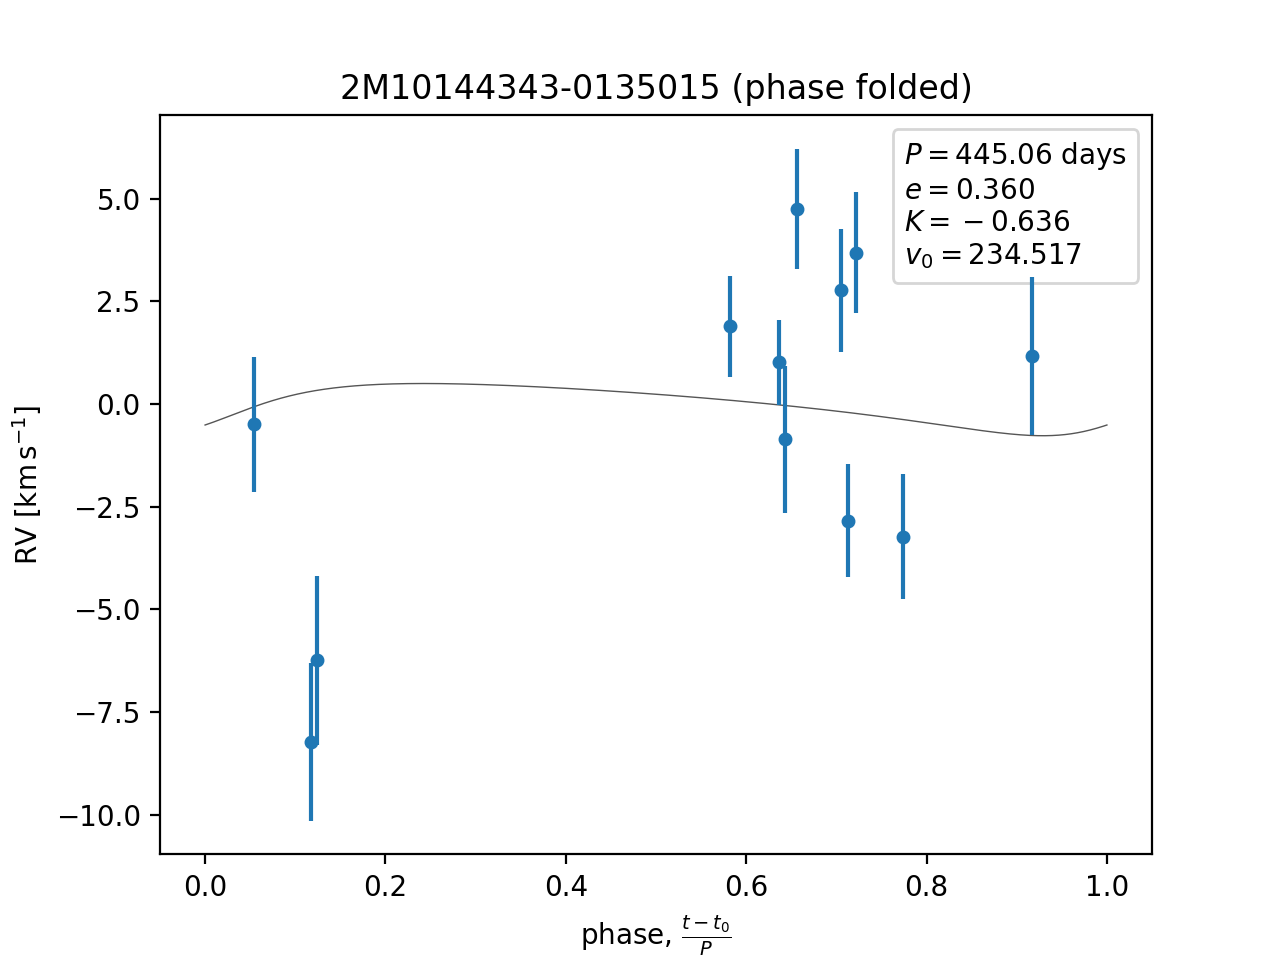 2M10144343-0135015 (phase folded)
P = 445.06 days
e = 0.360
K = −0.636
v₀ = 234.517
RV [km s⁻¹]
5.0
2.5
0.0
−2.5
−5.0
−7.5
−10.0
0.0 0.2 0.4 0.6 0.8 1.0
phase, (t − t₀)/P